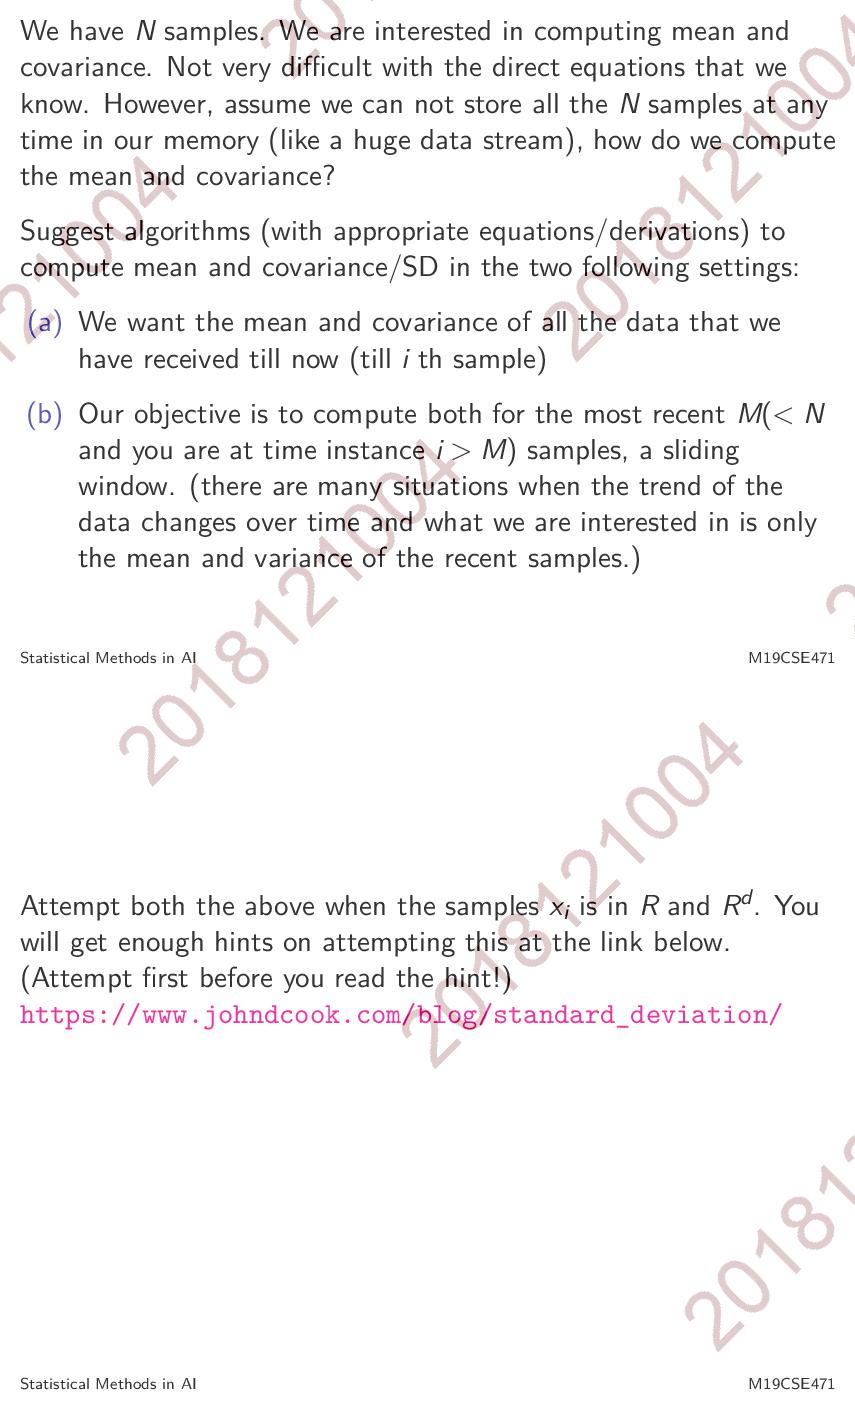 We have N samples. We are interested in computing mean and
covariance. Not very difficult with the direct equations that we
know. However, assume we can not store all the N samples at any
time in our memory (like a huge data stream), how do we compute
the mean and covariance?
Suggest algorithms (with appropriate equations/derivations) to
compute mean and covariance/SD in the two following settings:
(a) We want the mean and covariance of all the data that we
have received till now (till i th sample)
(b) Our objective is to compute both for the most recent M(< N
and you are at time instance i > M) samples, a sliding
window. (there are many situations when the trend of the
data changes over time and what we are interested in is only
the mean and variance of the recent samples.)
Statistical Methods in AI M19CSE471
Attempt both the above when the samples xᵢ is in R and Rᵈ. You
will get enough hints on attempting this at the link below.
(Attempt first before you read the hint!)
https://www.johndcook.com/blog/standard_deviation/
Statistical Methods in AI M19CSE471
2018121004
2018121004
2018121004
2018121004